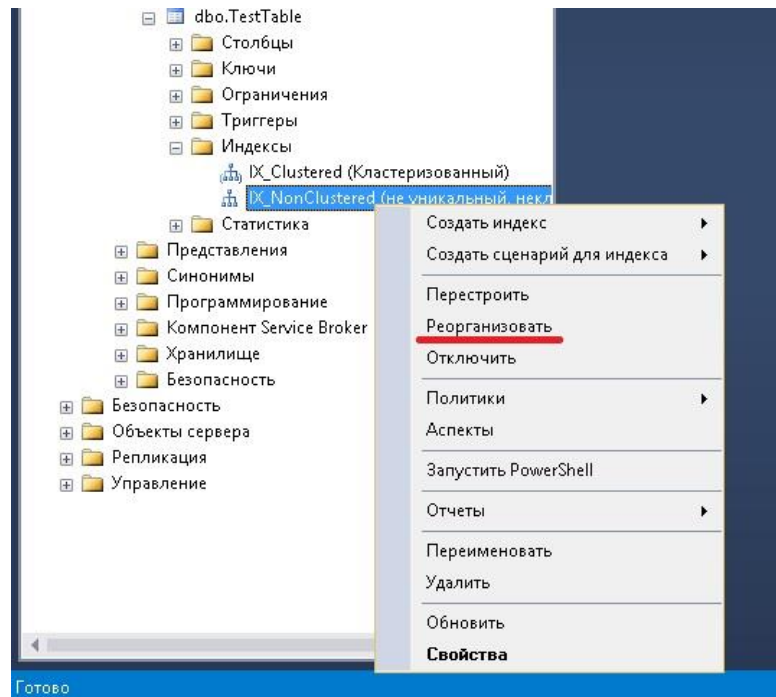 dbo.TestTable
Столбцы
Ключи
Ограничения
Триггеры
Индексы
IX_Clustered (Кластеризованный)
IX_NonClustered (не уникальный, некл
Статистика
Представления
Синонимы
Программирование
Компонент Service Broker
Хранилище
Безопасность
Безопасность
Объекты сервера
Репликация
Управление
Создать индекс
Создать сценарий для индекса
Перестроить
Реорганизовать
Отключить
Политики
Аспекты
Запустить PowerShell
Отчеты
Переименовать
Удалить
Обновить
Свойства
Готово